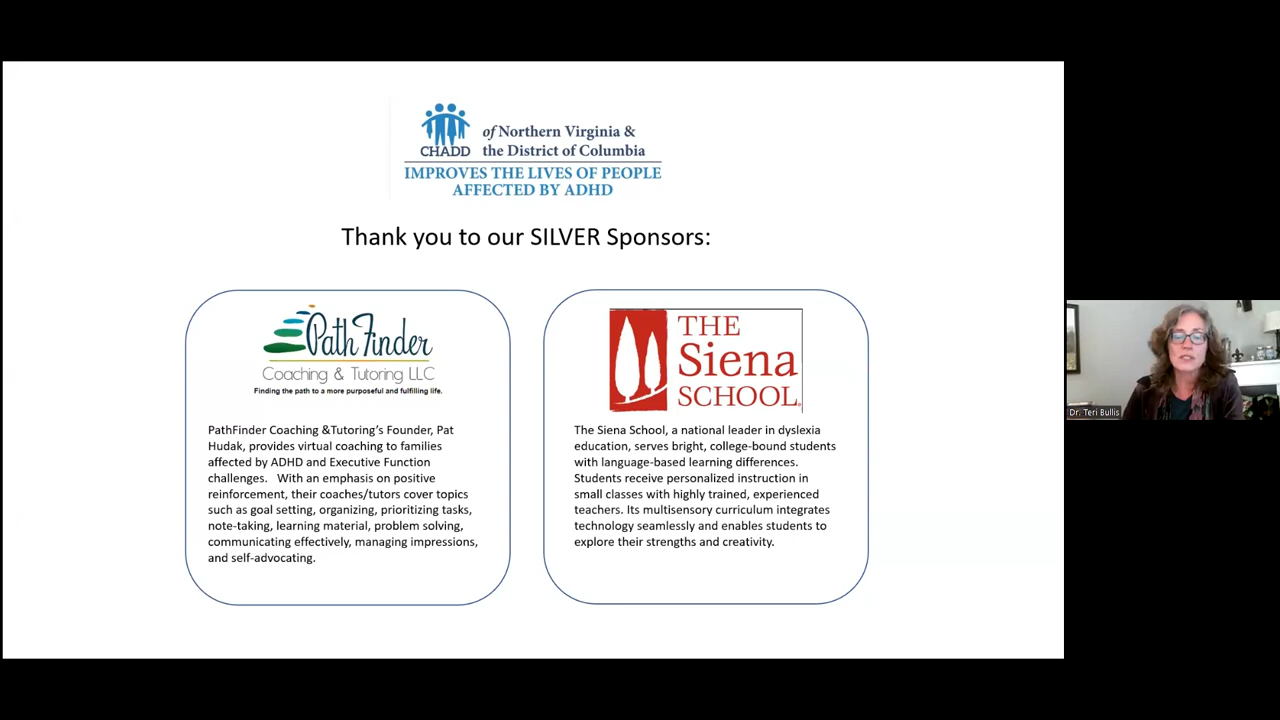 of Northern Virginia &
CHADD the District of Columbia
IMPROVES THE LIVES OF PEOPLE
AFFECTED BY ADHD
Thank you to our SILVER Sponsors:
Path Finder
Coaching & Tutoring LLC
Finding the path to a more purposeful and fulfilling life.
PathFinder Coaching &Tutoring’s Founder, Pat
Hudak, provides virtual coaching to families
affected by ADHD and Executive Function
challenges. With an emphasis on positive
reinforcement, their coaches/tutors cover topics
such as goal setting, organizing, prioritizing tasks,
note-taking, learning material, problem solving,
communicating effectively, managing impressions,
and self-advocating.
THE
Siena
SCHOOL
The Siena School, a national leader in dyslexia
education, serves bright, college-bound students
with language-based learning differences.
Students receive personalized instruction in
small classes with highly trained, experienced
teachers. Its multisensory curriculum integrates
technology seamlessly and enables students to
explore their strengths and creativity.
Dr. Teri Bullis